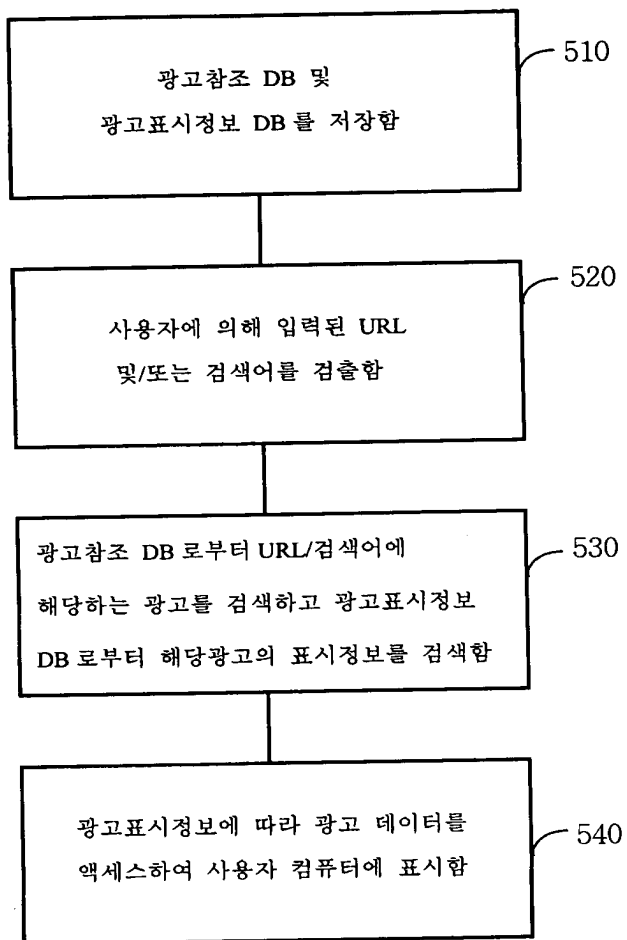 광고참조 DB 및
광고표시정보 DB를 저장함
510
사용자에 의해 입력된 URL
및/또는 검색어를 검출함
520
광고참조 DB로부터 URL/검색어에
해당하는 광고를 검색하고 광고표시정보
DB로부터 해당광고의 표시정보를 검색함
530
광고표시정보에 따라 광고 데이터를
액세스하여 사용자 컴퓨터에 표시함
540